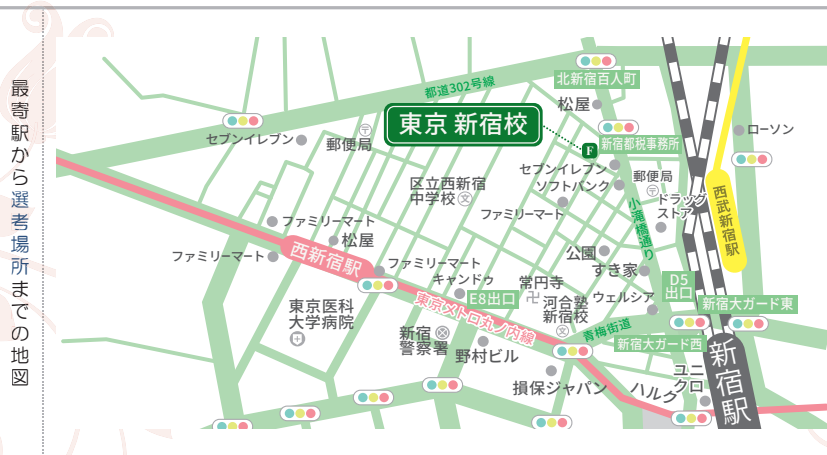 最寄駅から選考場所までの地図
都道302号線
北新宿百人町
松屋
東京 新宿校
セブンイレブン
郵便局
新宿都税事務所
ローソン
F
セブンイレブン
ソフトバンク
郵便局
区立西新宿
中学校
ドラッグ
ストア
西武新宿駅
ファミリーマート
小滝橋通り
ファミリーマート
松屋
ファミリーマート
西新宿駅
公園
すき家
ファミリーマート
キャンドゥ
常円寺
D5
出口
E8出口
河合塾
新宿校
ウェルシア
新宿大ガード東
東京メトロ丸ノ内線
東京医科
大学病院
青梅街道
新宿
警察署
野村ビル
新宿大ガード西
新宿駅
ユニ
クロ
損保ジャパン
ハルク